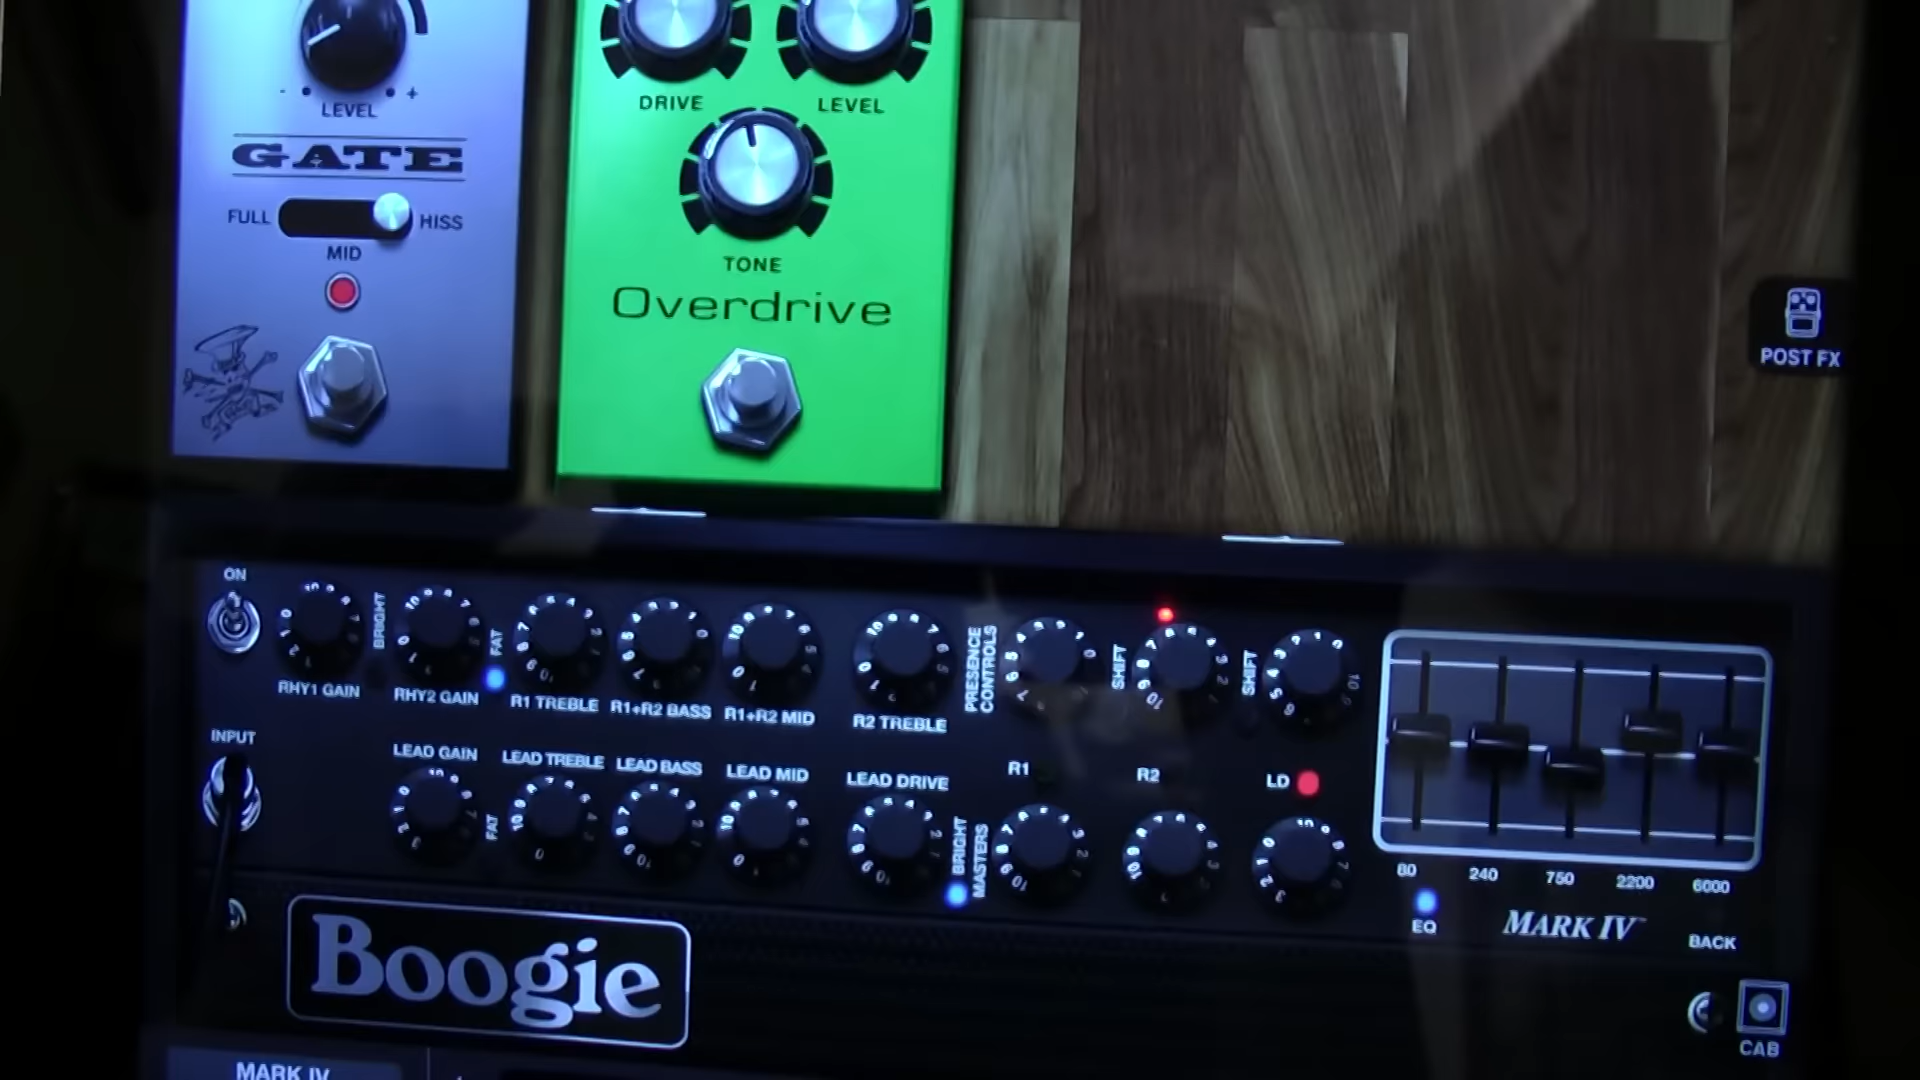 - +
LEVEL
GATE
FULL
HISS
MID
DRIVE
LEVEL
TONE
Overdrive
POST FX
ON
RHY1 GAIN
BRIGHT
RHY2 GAIN
FAT
R1 TREBLE
R1+R2 BASS
R1+R2 MID
R2 TREBLE
PRESENCE
CONTROLS
SHIFT
SHIFT
INPUT
LEAD GAIN
FAT
LEAD TREBLE
LEAD BASS
LEAD MID
LEAD DRIVE
BRIGHT
MASTERS
R1
R2
LD
80 240 750 2200 6000
EQ
MARK IV™
BACK
BOOGIE
CAB
MARK IV